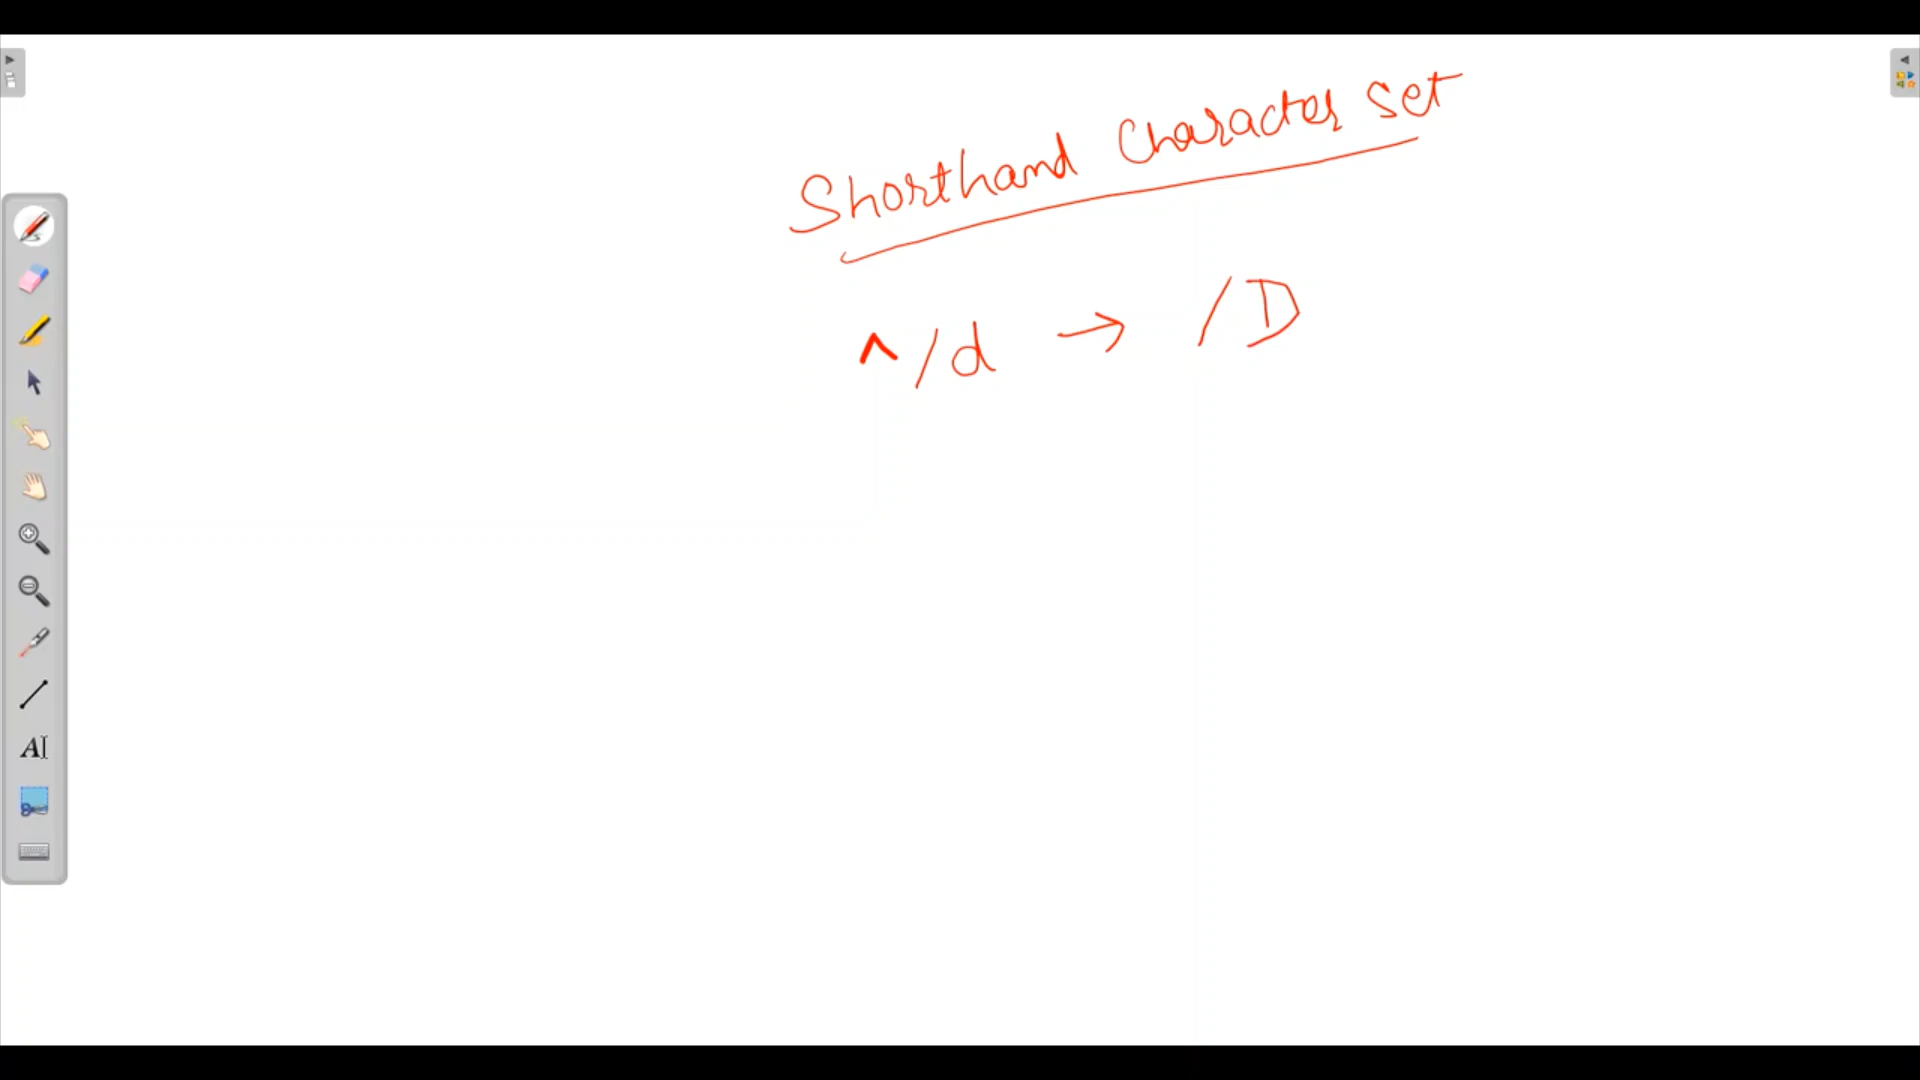 Shorthand Character Set
^/d → /D